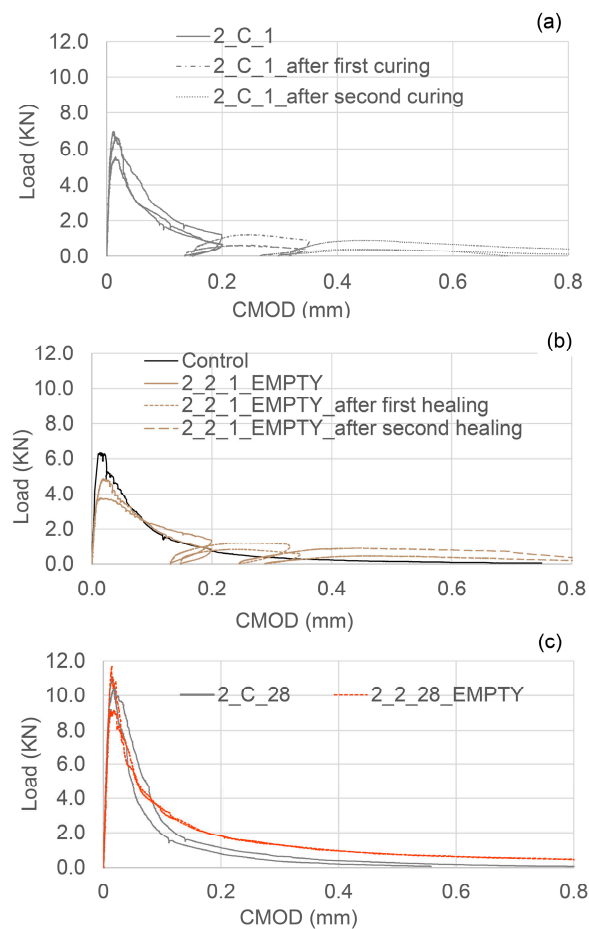 (a)
12.0
2_C_1
10.0
2_C_1_after first curing
8.0
2_C_1_after second curing
6.0
4.0
2.0
0.0
Load (KN)
0 0.2 0.4 0.6 0.8
CMOD (mm)
(b)
12.0
Control
10.0
2_2_1_EMPTY
2_2_1_EMPTY_after first healing
8.0
2_2_1_EMPTY_after second healing
6.0
4.0
2.0
0.0
Load (KN)
0.0 0.2 0.4 0.6 0.8
CMOD (mm)
(c)
12.0
10.0
2_C_28 2_2_28_EMPTY
8.0
6.0
4.0
2.0
0.0
Load (KN)
0 0.2 0.4 0.6 0.8
CMOD (mm)